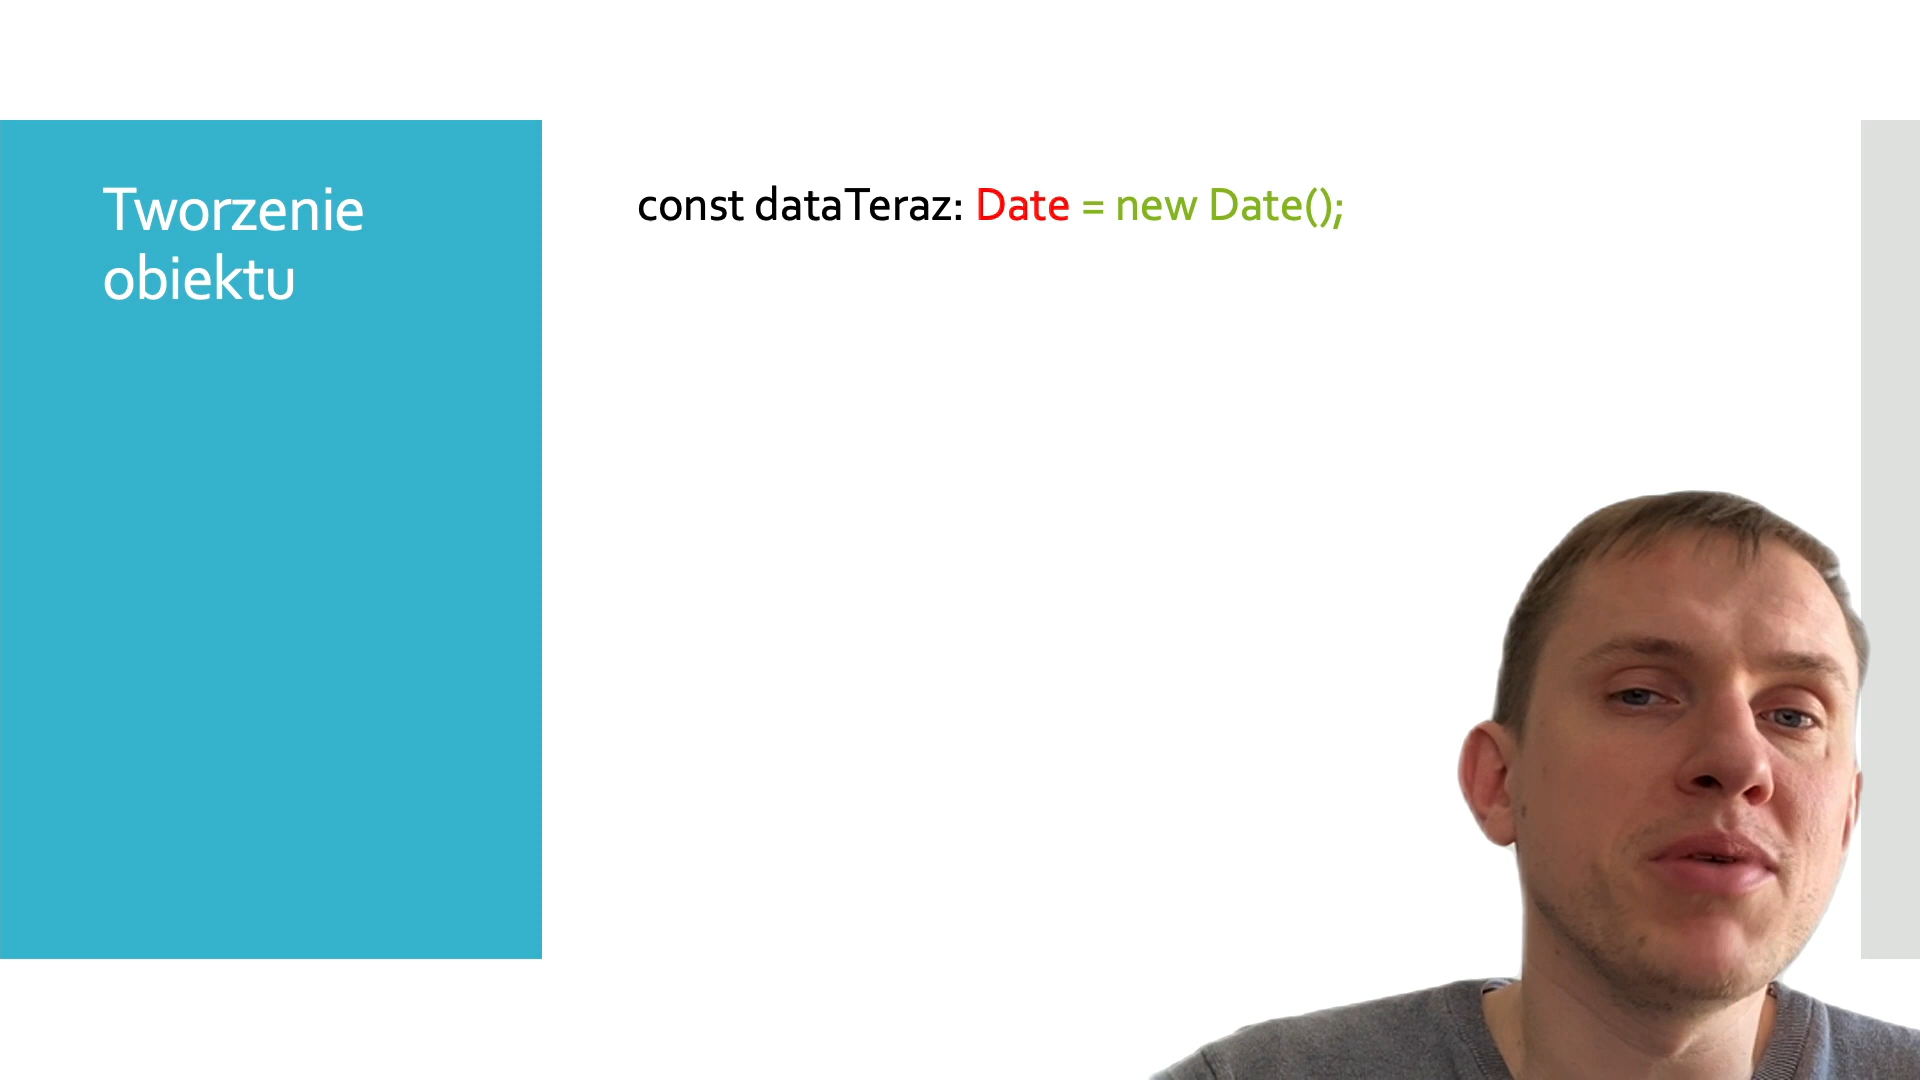 Tworzenie
obiektu
const dataTeraz: Date = new Date();